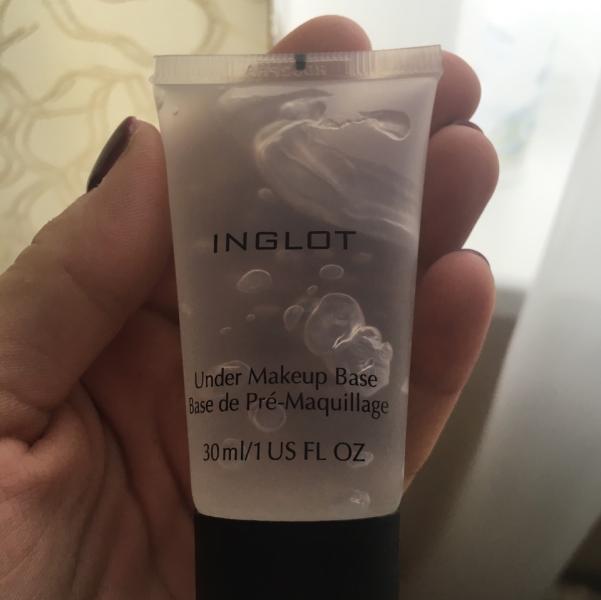 INGLOT
Under Makeup Base
Base de Pré-Maquillage
30 ml/1 US FL OZ